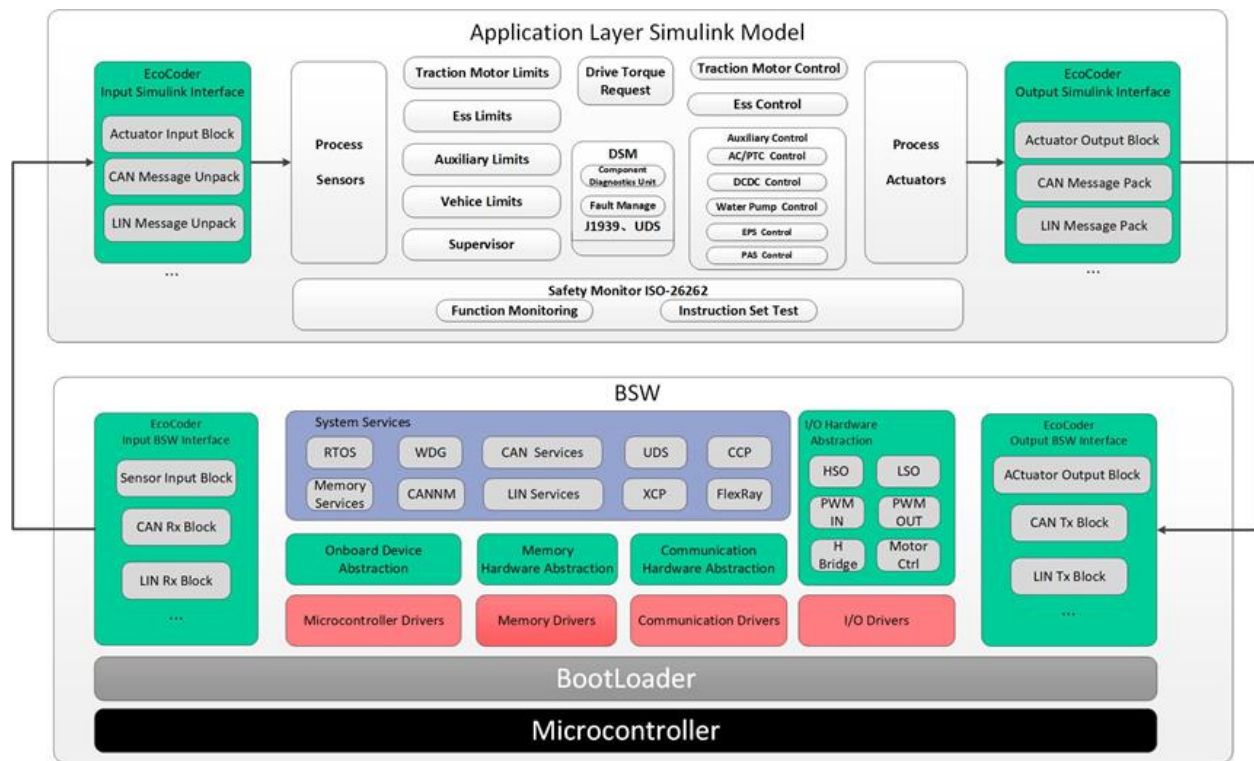 Application Layer Simulink Model
EcoCoder
Input Simulink Interface
Actuator Input Block
CAN Message Unpack
LIN Message Unpack
...
Process
Sensors
Traction Motor Limits
Ess Limits
Auxiliary Limits
Vehice Limits
Supervisor
Drive Torque
Request
DSM
Component
Diagnostics Unit
Fault Manage
J1939、UDS
Traction Motor Control
Ess Control
Auxiliary Control
AC/PTC Control
DCDC Control
Water Pump Control
EPS Control
PAS Control
Process
Actuators
EcoCoder
Output Simulink Interface
Actuator Output Block
CAN Message Pack
LIN Message Pack
...
Safety Monitor ISO-26262
Function Monitoring
Instruction Set Test
BSW
EcoCoder
Input BSW Interface
Sensor Input Block
CAN Rx Block
LIN Rx Block
...
System Services
RTOS
WDG
CAN Services
UDS
CCP
Memory
Services
CANNM
LIN Services
XCP
FlexRay
I/O Hardware
Abstraction
HSO
LSO
PWM
IN
PWM
OUT
H
Bridge
Motor
Ctrl
EcoCoder
Output BSW Interface
ACtuator Output Block
CAN Tx Block
LIN Tx Block
...
Onboard Device
Abstraction
Memory
Hardware Abstraction
Communication
Hardware Abstraction
Microcontroller Drivers
Memory Drivers
Communication Drivers
I/O Drivers
BootLoader
Microcontroller